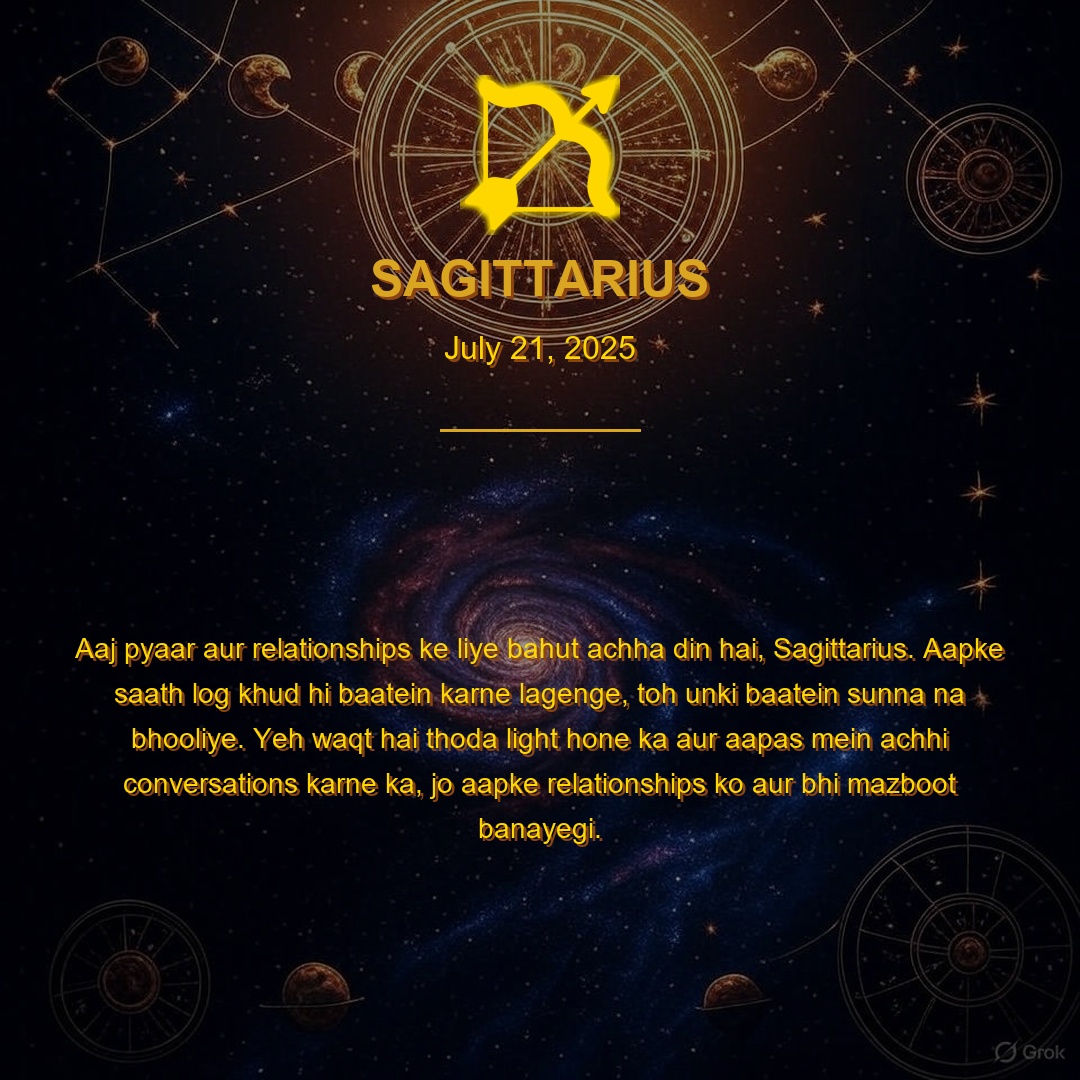 SAGITTARIUS
July 21, 2025
Aaj pyaar aur relationships ke liye bahut achha din hai, Sagittarius. Aapke
saath log khud hi baatein karne lagenge, toh unki baatein sunna na
bhooliye. Yeh waqt hai thoda light hone ka aur aapas mein achhi
conversations karne ka, jo aapke relationships ko aur bhi mazboot
banayegi.
Grok